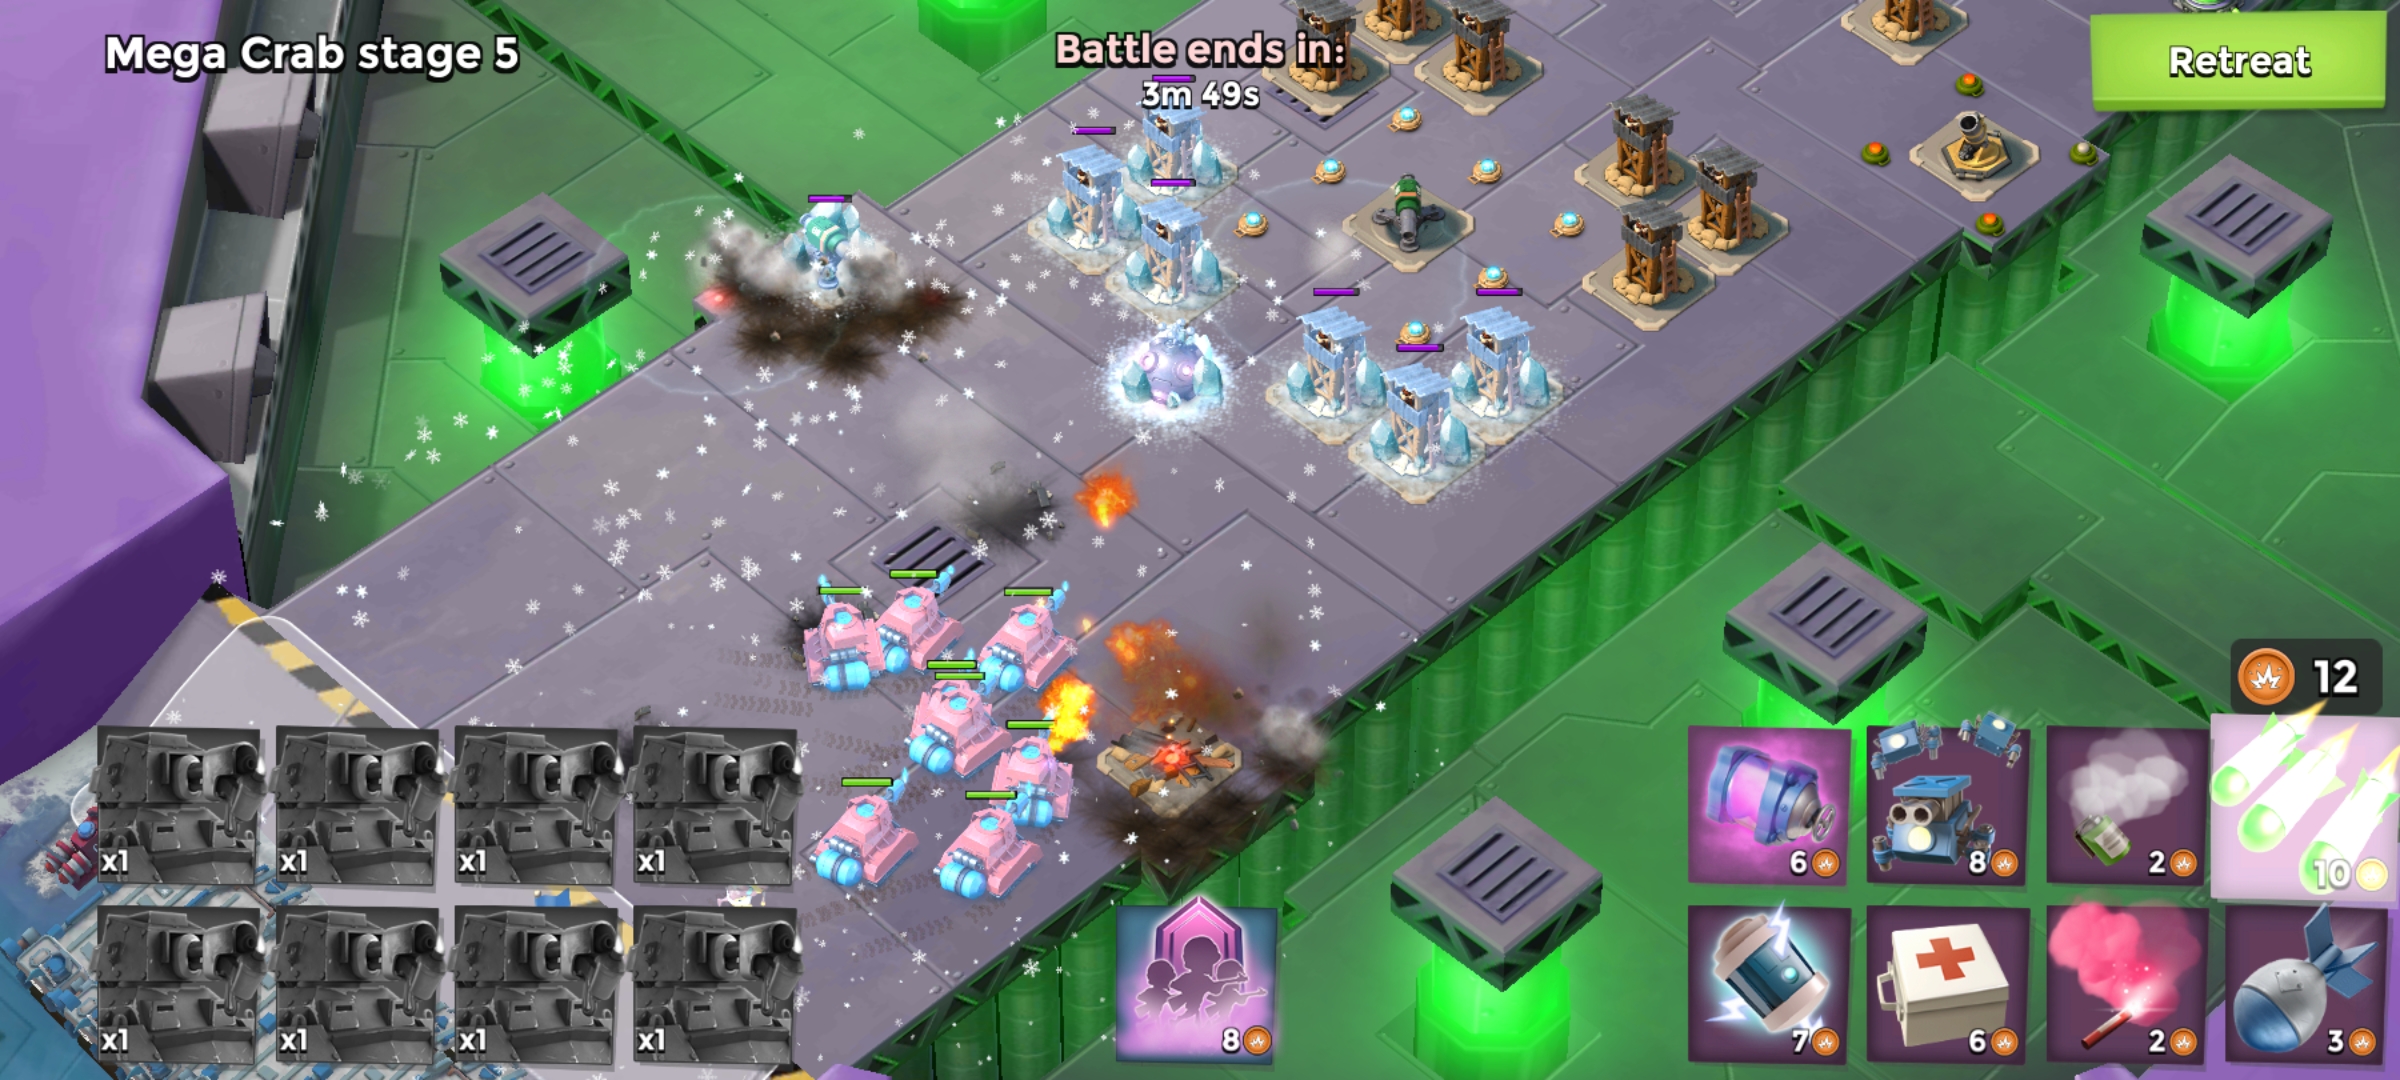 Mega Crab stage 5
Battle ends in:
3m 49s
Retreat
12
6
8
2
10
7
6
2
3
x1
x1
x1
x1
x1
x1
x1
x1
8